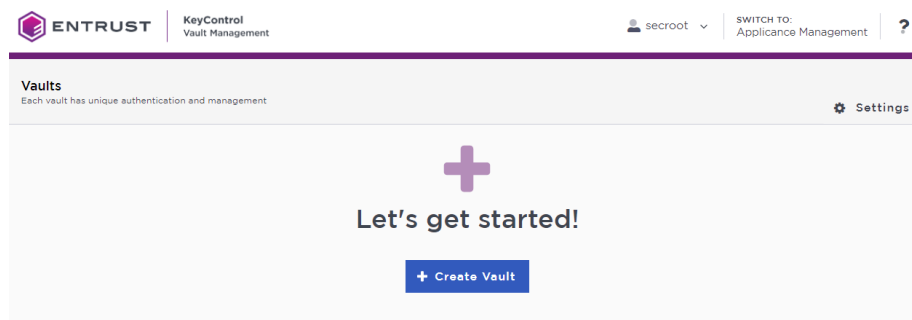 ENTRUST
KeyControl
Vault Management
secroot
SWITCH TO:
Applicance Management
?
Vaults
Each vault has unique authentication and management
Settings
Let's get started!
+ Create Vault